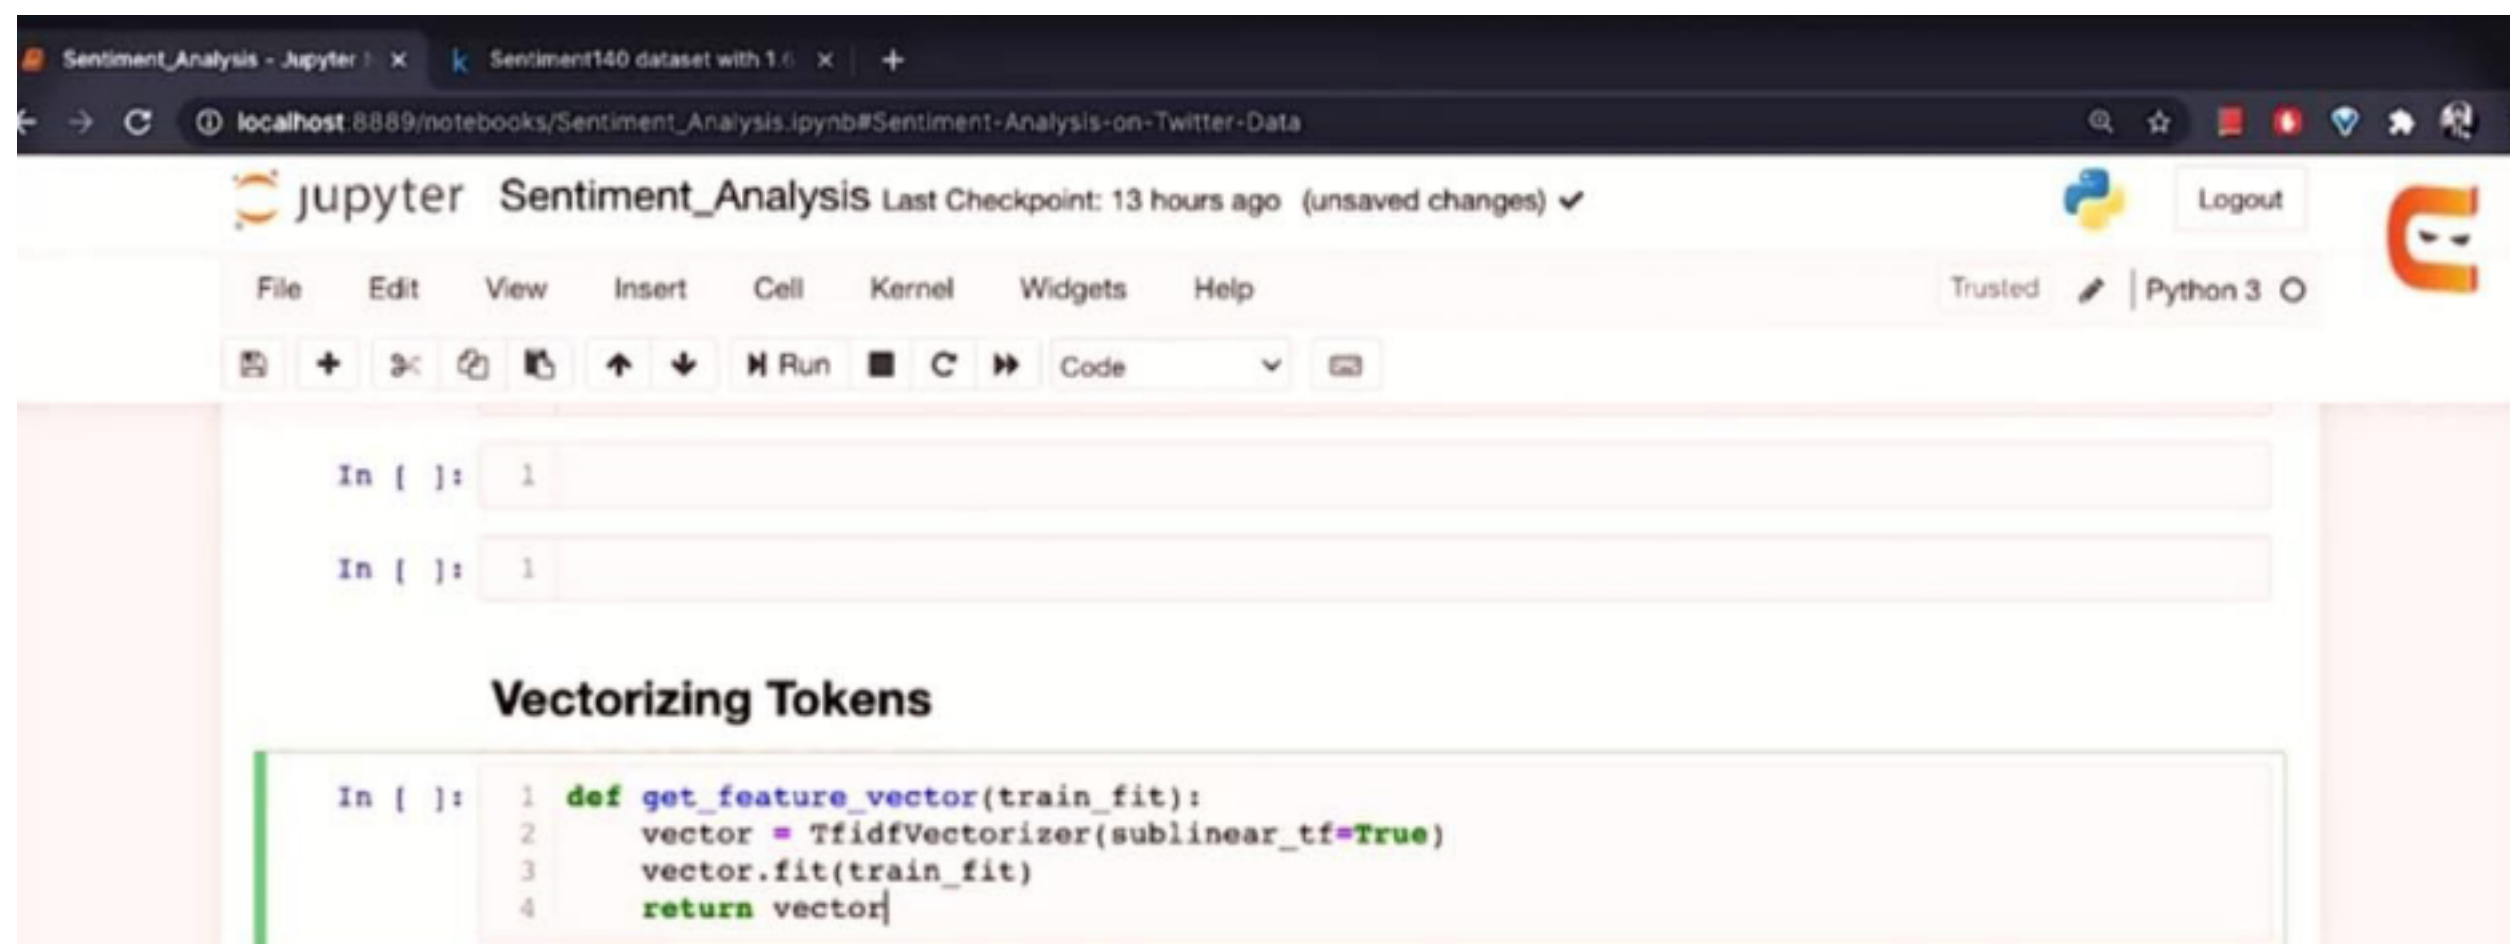 Sentiment_Analysis - Jupyter
Sentiment140 dataset with 1.6
localhost:8889/notebooks/Sentiment_Analysis.ipynb#Sentiment-Analysis-on-Twitter-Data
jupyter Sentiment_Analysis Last Checkpoint: 13 hours ago (unsaved changes)
Logout
File Edit View Insert Cell Kernel Widgets Help
Trusted Python 3
Run Code
In [ ]: 1
In [ ]: 1
Vectorizing Tokens
In [ ]: 1 def get_feature_vector(train_fit):
2 vector = TfidfVectorizer(sublinear_tf=True)
3 vector.fit(train_fit)
4 return vector